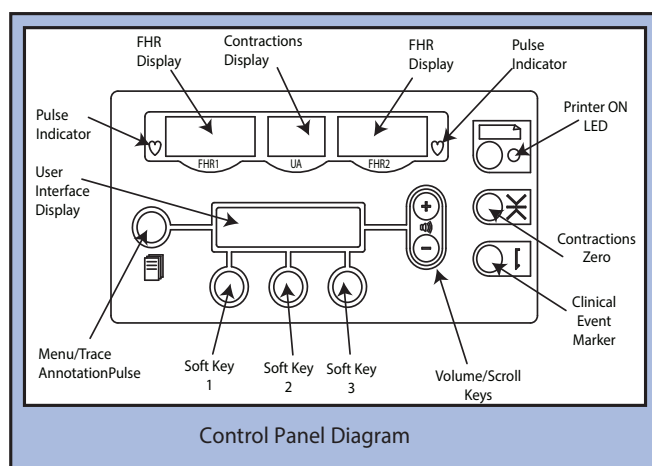 FHR
Display
Contractions
Display
FHR
Display
Pulse
Indicator
Pulse
Indicator
Printer ON
LED
FHR1
UA
FHR2
User
Interface
Display
+
−
Contractions
Zero
Clinical
Event
Marker
Menu/Trace
AnnotationPulse
Soft Key
1
Soft Key
2
Soft Key
3
Volume/Scroll
Keys
Control Panel Diagram